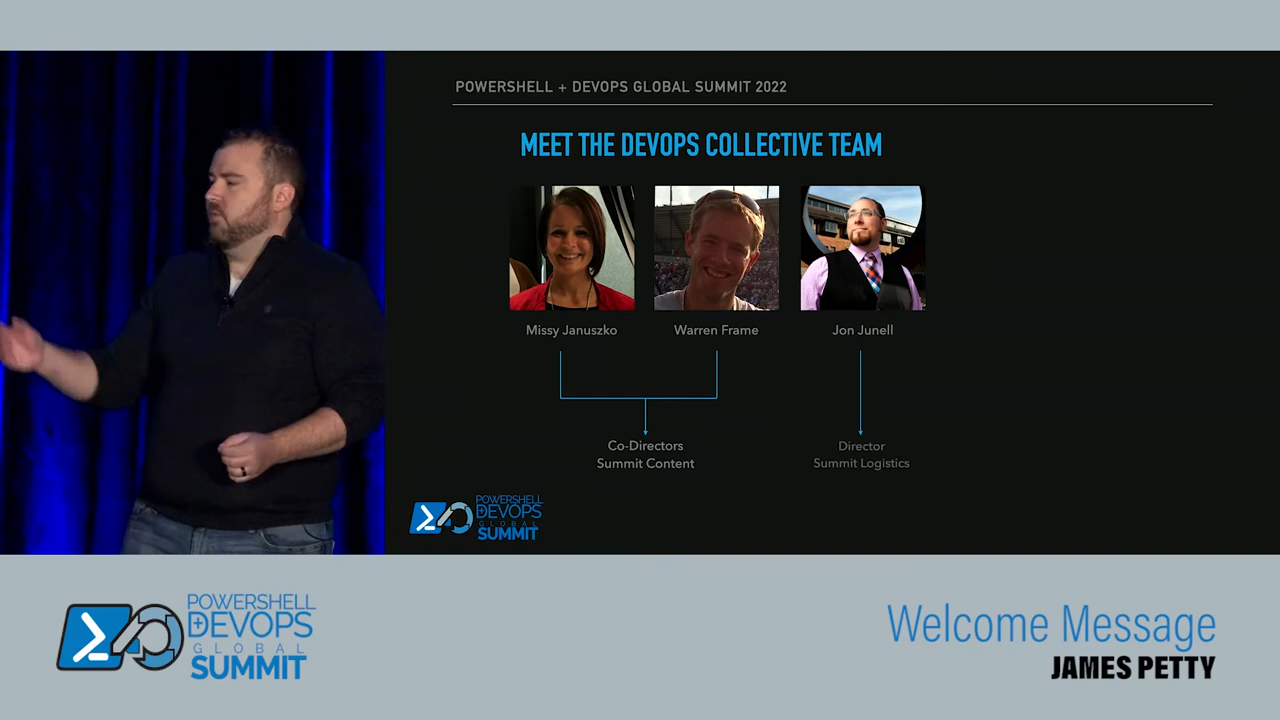 POWERSHELL + DEVOPS GLOBAL SUMMIT 2022
MEET THE DEVOPS COLLECTIVE TEAM
Missy Januszko
Warren Frame
Jon Junell
Co-Directors
Summit Content
Director
Summit Logistics
POWERSHELL
DEVOPS
GLOBAL
SUMMIT
POWERSHELL
+DEVOPS
GLOBAL
SUMMIT
Welcome Message
JAMES PETTY